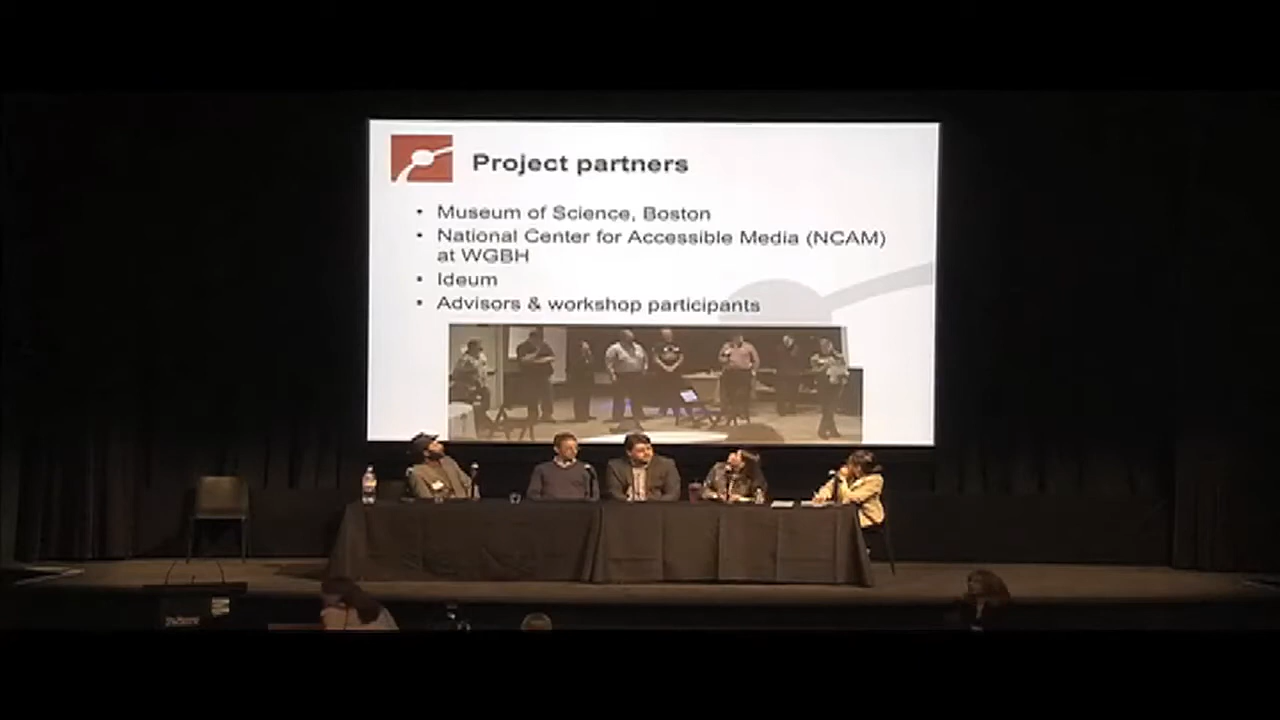 Project partners
• Museum of Science, Boston
• National Center for Accessible Media (NCAM)
at WGBH
• Ideum
• Advisors & workshop participants